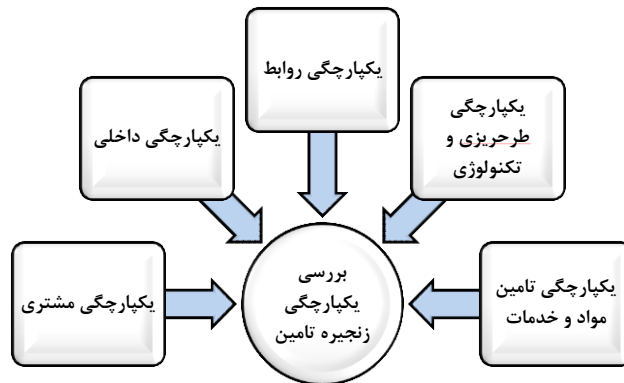 یکپارچگی روابط
یکپارچگی
طرحریزی و
تکنولوژی
یکپارچگی داخلی
یکپارچگی تامین
مواد و خدمات
بررسی
یکپارچگی
زنجیره تامین
یکپارچگی مشتری